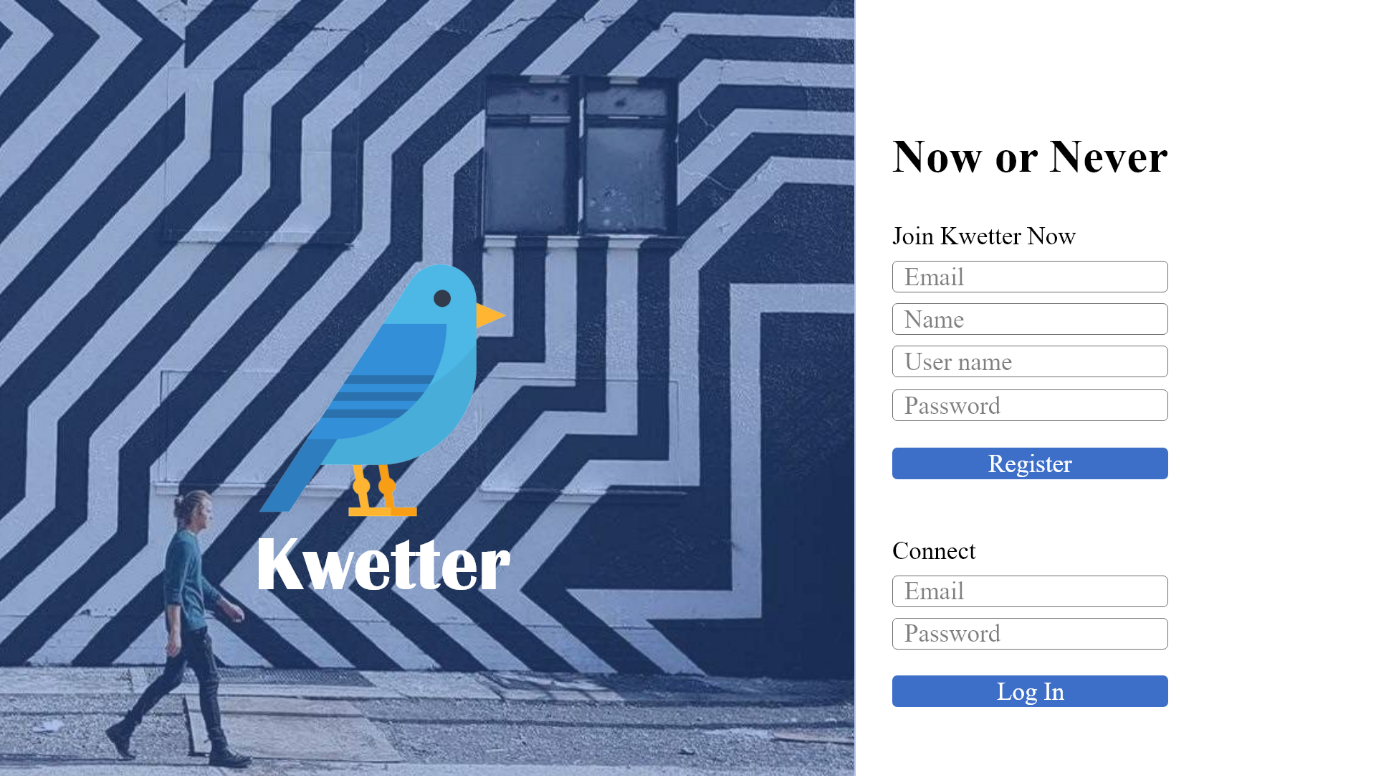 Kwetter
Now or Never
Join Kwetter Now
Email
Name
User name
Password
Register
Connect
Email
Password
Log In